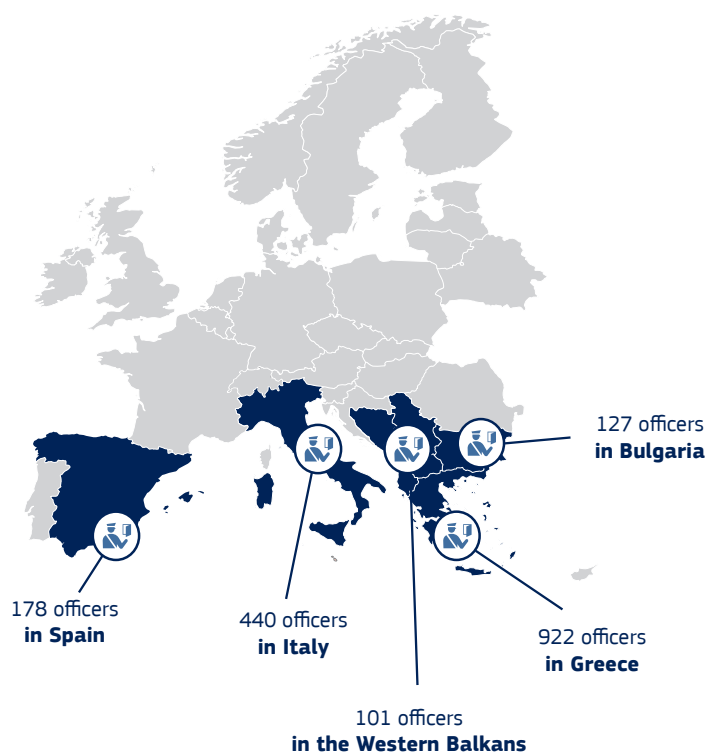 127 officers
in Bulgaria
178 officers
in Spain
440 officers
in Italy
922 officers
in Greece
101 officers
in the Western Balkans